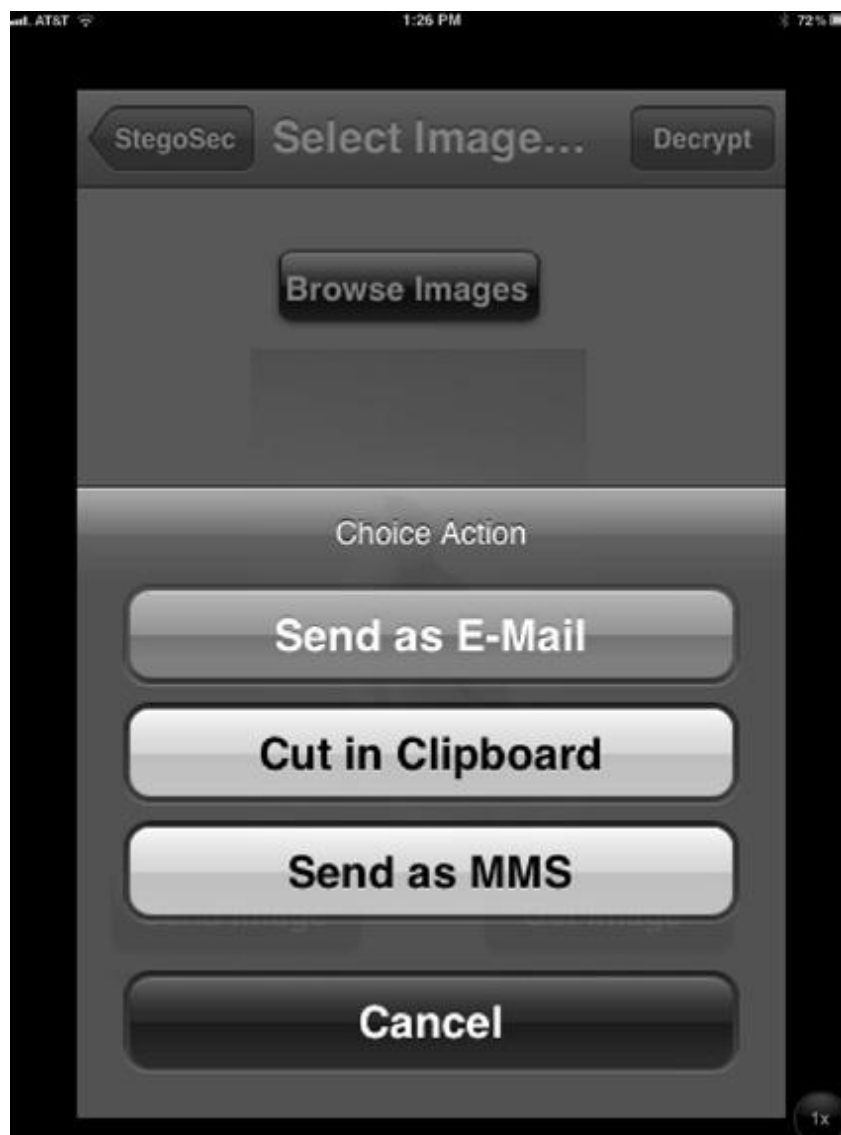 AT&T 1:26 PM 72%
StegoSec Select Image... Decrypt
Browse Images
Choice Action
Send as E-Mail
Cut in Clipboard
Send as MMS
Cancel
1x